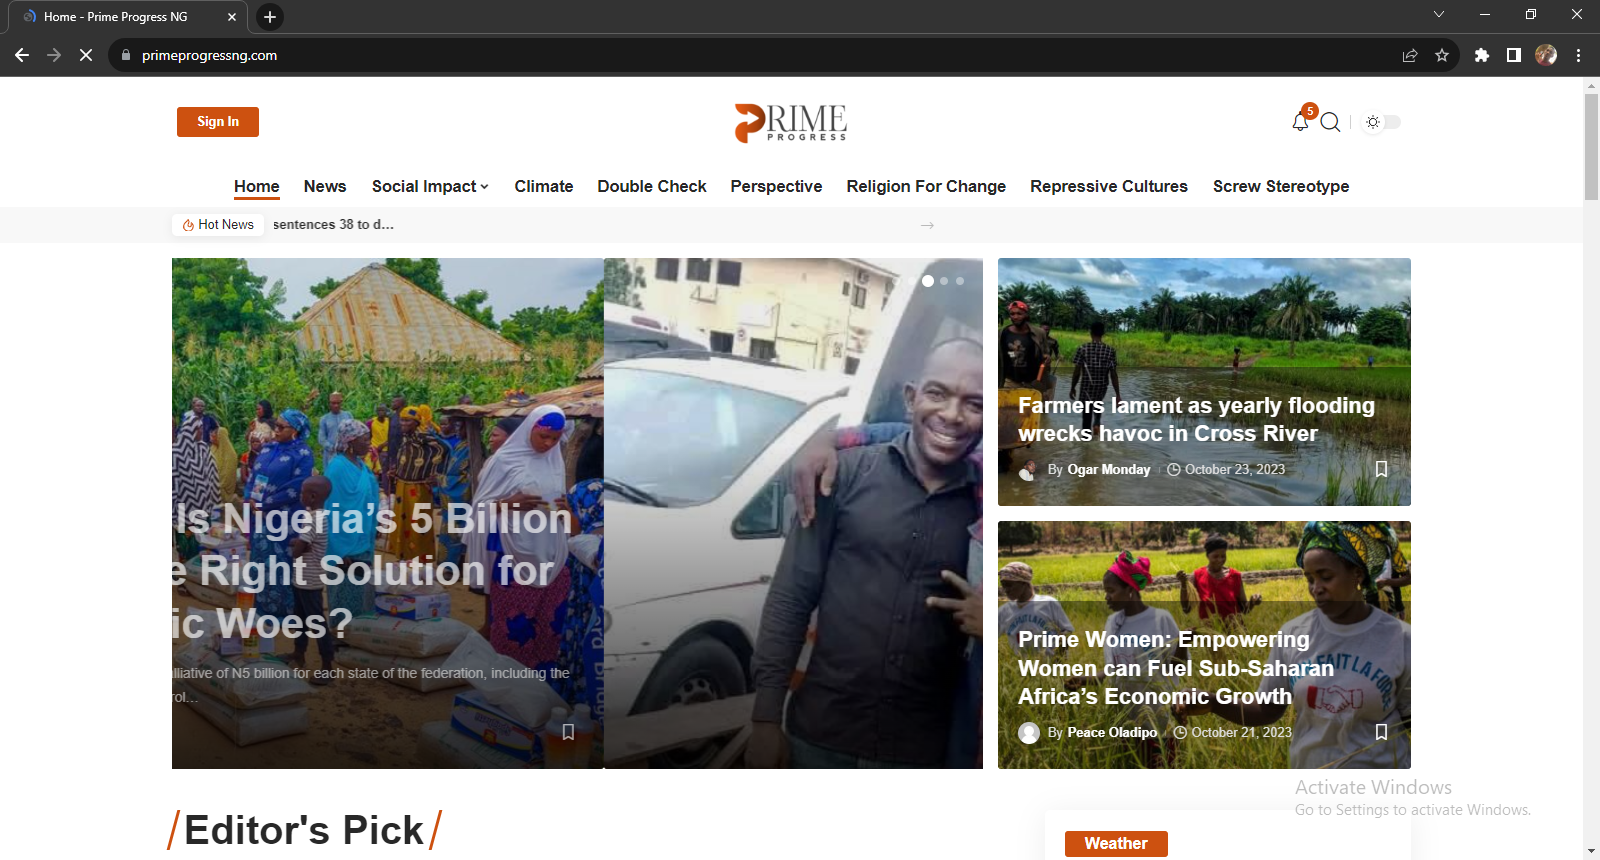 Home - Prime Progress NG
primeprogressng.com
Sign In
PRIME
PROGRESS
5
Home News Social Impact Climate Double Check Perspective Religion For Change Repressive Cultures Screw Stereotype
Hot News sentences 38 to d...
Is Nigeria's 5 Billion
e Right Solution for
ic Woes?
lliative of N5 billion for each state of the federation, including the
rol...
Farmers lament as yearly flooding
wrecks havoc in Cross River
By Ogar Monday October 23, 2023
Prime Women: Empowering
Women can Fuel Sub-Saharan
Africa's Economic Growth
By Peace Oladipo October 21, 2023
Activate Windows
Go to Settings to activate Windows.
/Editor's Pick/
Weather